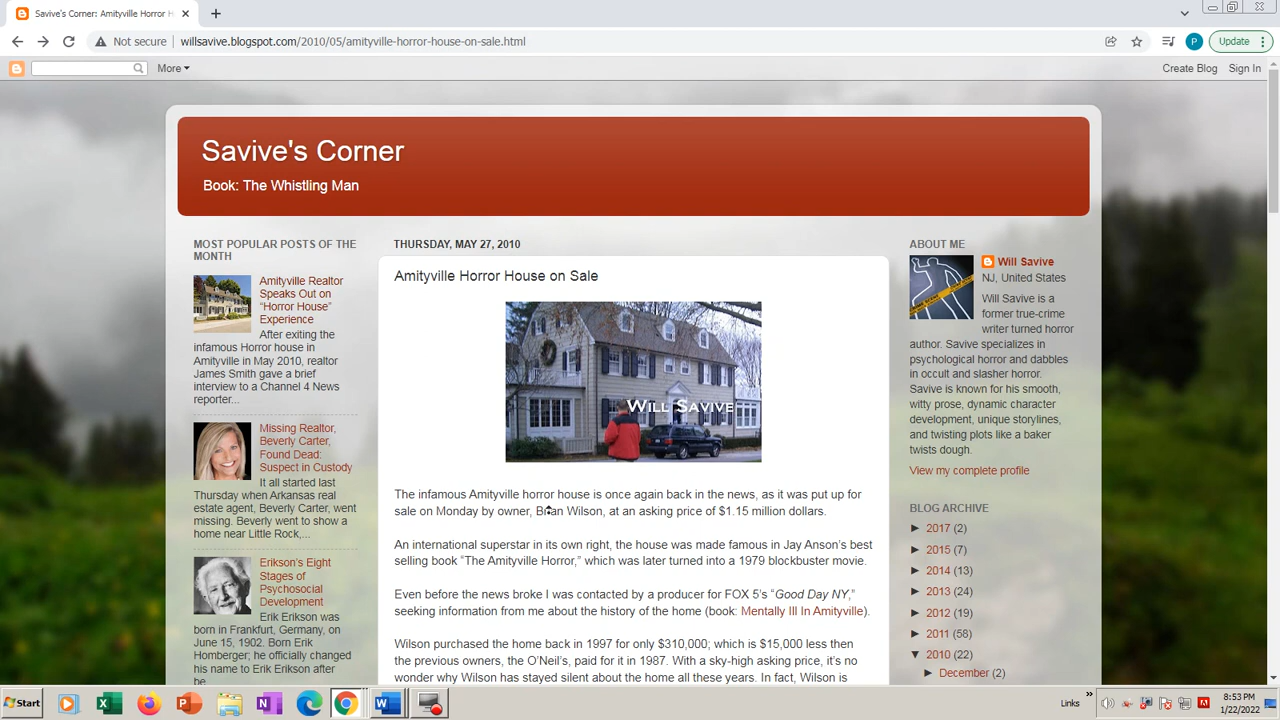 Savive's Corner: Amityville Horror H
Not secure
willsavive.blogspot.com/2010/05/amityville-horror-house-on-sale.html
P
Update
More
Create Blog
Sign In
Savive's Corner
Book: The Whistling Man
MOST POPULAR POSTS OF THE
MONTH
Amityville Realtor
Speaks Out on
“Horror House”
Experience
After exiting the
infamous Horror house in
Amityville in May 2010, realtor
James Smith gave a brief
interview to a Channel 4 News
reporter...
Missing Realtor,
Beverly Carter,
Found Dead:
Suspect in Custody
It all started last
Thursday when Arkansas real
estate agent, Beverly Carter, went
missing. Beverly went to show a
home near Little Rock,...
Erikson's Eight
Stages of
Psychosocial
Development
Erik Erikson was
born in Frankfurt, Germany, on
June 15, 1902. Born Erik
Homberger; he officially changed
his name to Erik Erikson after
be
THURSDAY, MAY 27, 2010
Amityville Horror House on Sale
WILL SAVIVE
The infamous Amityville horror house is once again back in the news, as it was put up for
sale on Monday by owner, Brian Wilson, at an asking price of $1.15 million dollars.
An international superstar in its own right, the house was made famous in Jay Anson’s best
selling book “The Amityville Horror,” which was later turned into a 1979 blockbuster movie.
Even before the news broke I was contacted by a producer for FOX 5’s “Good Day NY,”
seeking information from me about the history of the home (book: Mentally Ill In Amityville).
Wilson purchased the home back in 1997 for only $310,000; which is $15,000 less then
the previous owners, the O’Neil’s, paid for it in 1987. With a sky-high asking price, it’s no
wonder why Wilson has stayed silent about the home all these years. In fact, Wilson is
ABOUT ME
Will Savive
NJ, United States
Will Savive is a
former true-crime
writer turned horror
author. Savive specializes in
psychological horror and dabbles
in occult and slasher horror.
Savive is known for his smooth,
witty prose, dynamic character
development, unique storylines,
and twisting plots like a baker
twists dough.
View my complete profile
BLOG ARCHIVE
► 2017 (2)
► 2015 (7)
► 2014 (13)
► 2013 (24)
► 2012 (19)
► 2011 (58)
▼ 2010 (22)
► December (2)
Start
Links
8:53 PM
1/22/2022